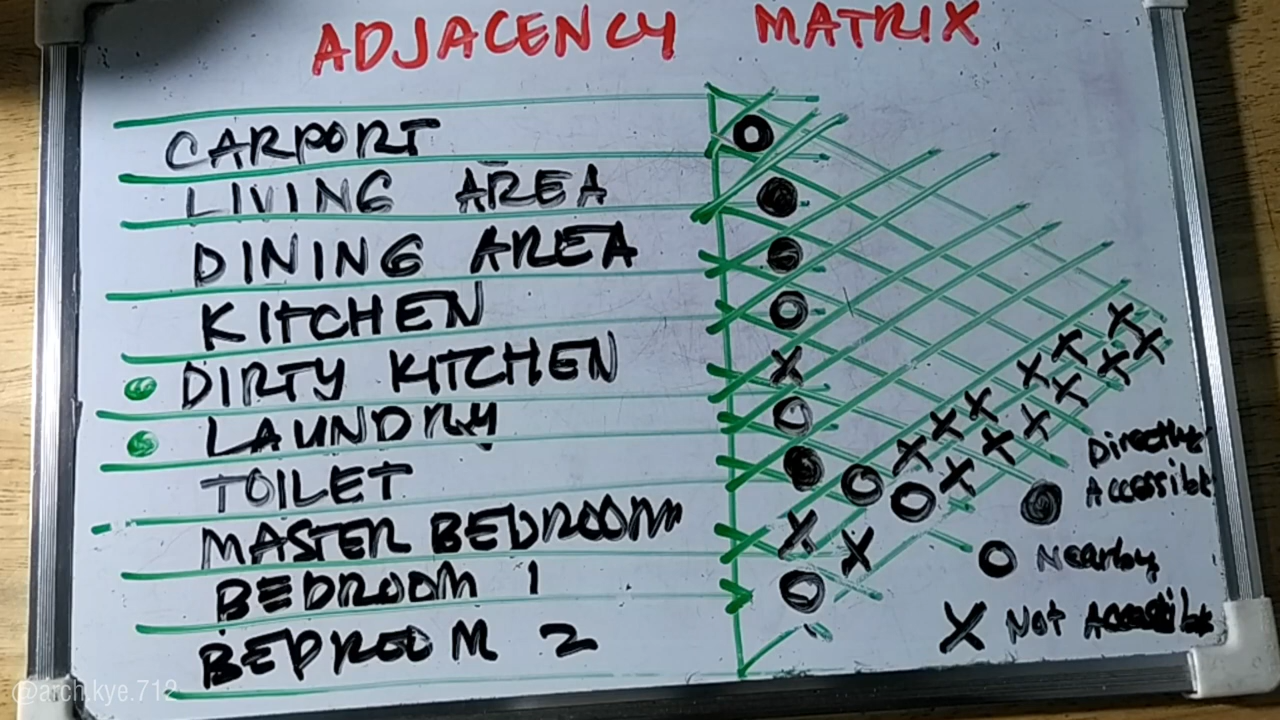 ADJACENCY MATRIX
CARPORT
LIVING AREA
DINING AREA
KITCHEN
DIRTY KITCHEN
LAUNDRY
TOILET
MASTER BEDROOM
BEDROOM 1
BEDROOM 2
Directly
Accessible
Nearby
X Not Accessible
@arch.kye.712